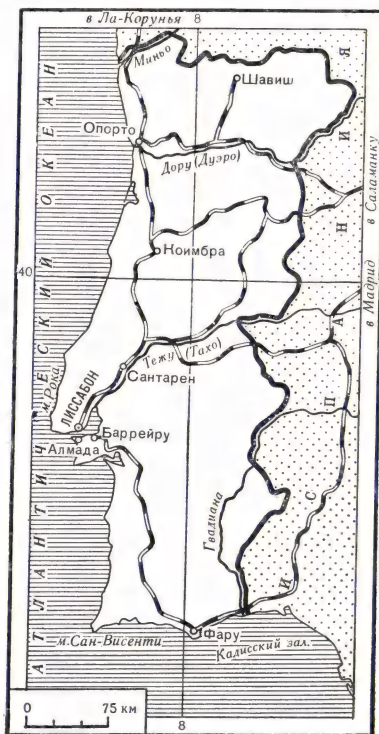 в Ла-Корунья
8
Миньо
Шавиш
Опорто
Дору (Дуэро)
в Саламанку
Коимбра
40
в Мадрид
Тежу (Тахо)
Сантарен
м. Рока
ЛИССАБОН
Баррейру
Алмада
Гвадиана
АТЛАНТИЧЕСКИЙ ОКЕАН
ИСПАНИЯ
м. Сан-Висенти
Фару
Кадисский зал.
0 75 км
8